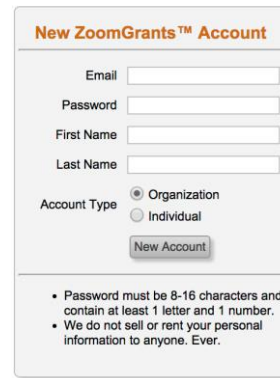 New ZoomGrants™ Account
Email
Password
First Name
Last Name
Account Type
Organization
Individual
New Account
• Password must be 8-16 characters and
contain at least 1 letter and 1 number.
• We do not sell or rent your personal
information to anyone. Ever.